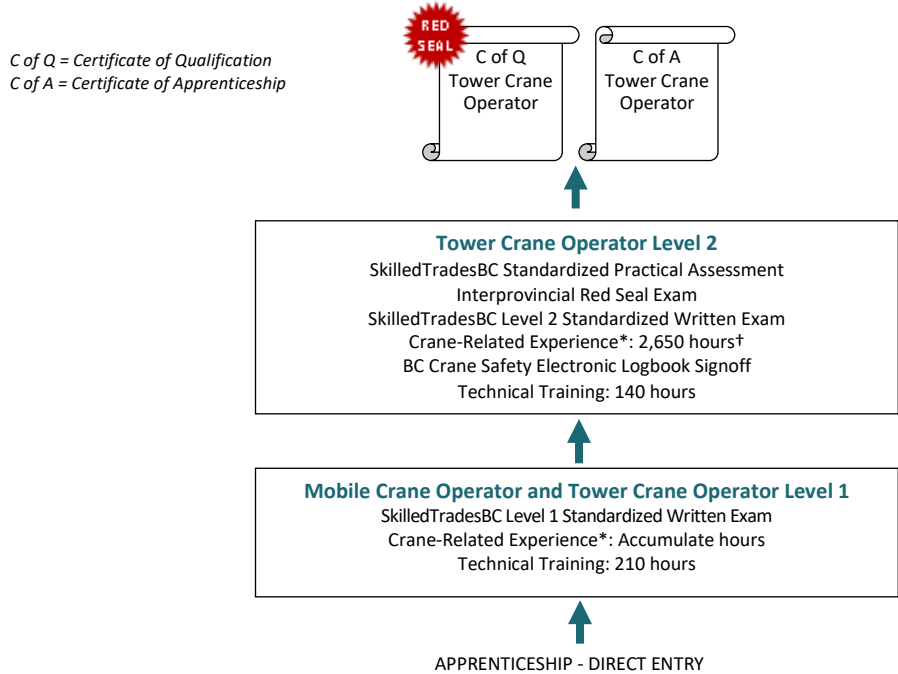 C of Q = Certificate of Qualification
C of A = Certificate of Apprenticeship
RED
SEAL
C of Q
Tower Crane
Operator
C of A
Tower Crane
Operator
Tower Crane Operator Level 2
SkilledTradesBC Standardized Practical Assessment
Interprovincial Red Seal Exam
SkilledTradesBC Level 2 Standardized Written Exam
Crane-Related Experience*: 2,650 hours†
BC Crane Safety Electronic Logbook Signoff
Technical Training: 140 hours
Mobile Crane Operator and Tower Crane Operator Level 1
SkilledTradesBC Level 1 Standardized Written Exam
Crane-Related Experience*: Accumulate hours
Technical Training: 210 hours
APPRENTICESHIP - DIRECT ENTRY